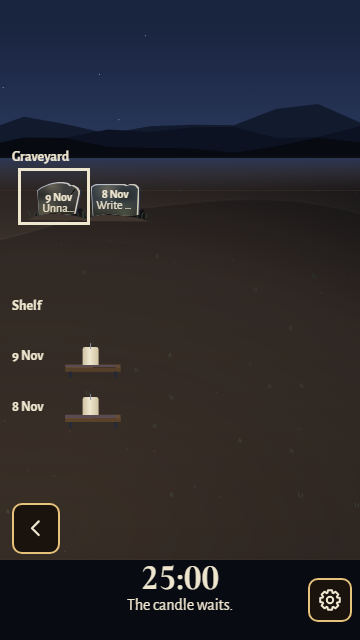 Graveyard
9 Nov
Unna...
8 Nov
Write ...
Shelf
9 Nov
8 Nov
25:00
The candle waits.